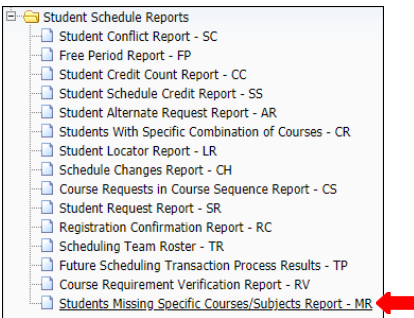 Student Schedule Reports
Student Conflict Report - SC
Free Period Report - FP
Student Credit Count Report - CC
Student Schedule Credit Report - SS
Student Alternate Request Report - AR
Students With Specific Combination of Courses - CR
Student Locator Report - LR
Schedule Changes Report - CH
Course Requests in Course Sequence Report - CS
Student Request Report - SR
Registration Confirmation Report - RC
Scheduling Team Roster - TR
Future Scheduling Transaction Process Results - TP
Course Requirement Verification Report - RV
Students Missing Specific Courses/Subjects Report - MR